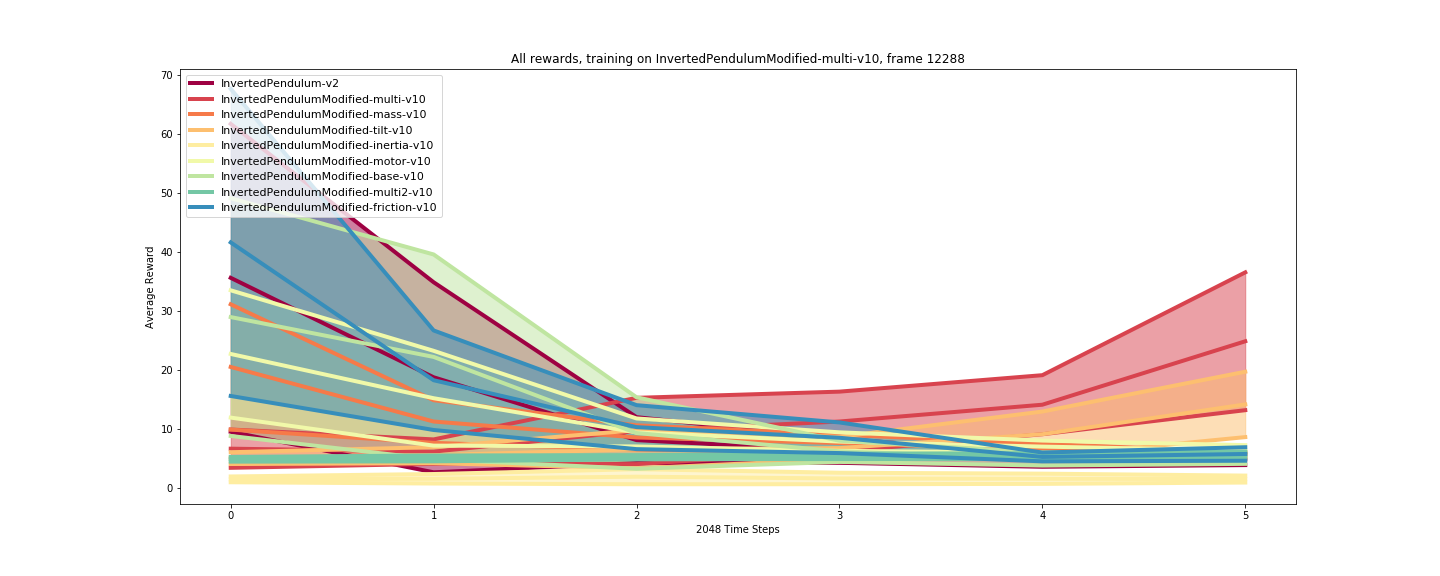 All rewards, training on InvertedPendulumModified-multi-v10, frame 12288
InvertedPendulum-v2
InvertedPendulumModified-multi-v10
InvertedPendulumModified-mass-v10
InvertedPendulumModified-tilt-v10
InvertedPendulumModified-inertia-v10
InvertedPendulumModified-motor-v10
InvertedPendulumModified-base-v10
InvertedPendulumModified-multi2-v10
InvertedPendulumModified-friction-v10
Average Reward
70
60
50
40
30
20
10
0
0 1 2 3 4 5
2048 Time Steps